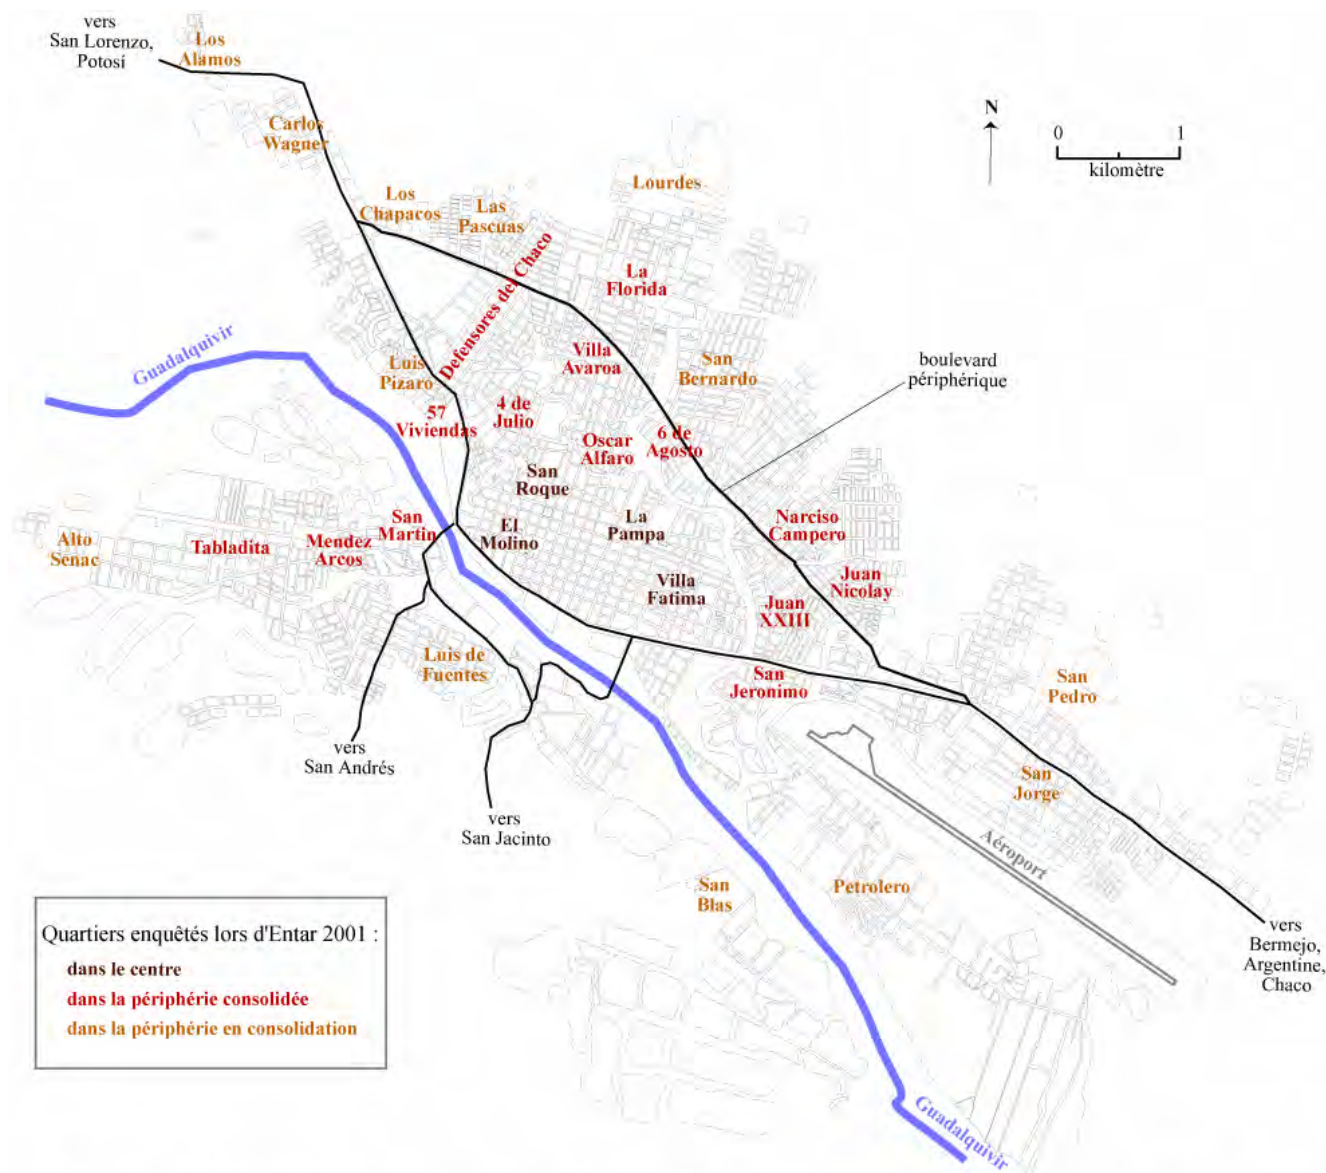 vers
San Lorenzo,
Potosí
Los
Alamos
Carlos
Wagner
N
0 1
kilomètre
Los
Chapacos
Las
Pascuas
Lourdes
Defensores del Chaco
La
Florida
Guadalquivir
Luis
Pizaro
Villa
Avaroa
San
Bernardo
boulevard
périphérique
57
Viviendas
4 de
Julio
Oscar
Alfaro
6 de
Agosto
San
Roque
El
Molino
La
Pampa
Narciso
Campero
San
Martin
Mendez
Arcos
Tabladita
Alto
Senac
Villa
Fatima
Juan
XXIII
Juan
Nicolay
Luis de
Fuentes
San
Jeronimo
San
Pedro
vers
San Andrés
San
Jorge
vers
San Jacinto
Aéroport
San
Blas
Petrolero
vers
Bermejo,
Argentine,
Chaco
Guadalquivir
Quartiers enquêtés lors d'Entar 2001 :
dans le centre
dans la périphérie consolidée
dans la périphérie en consolidation